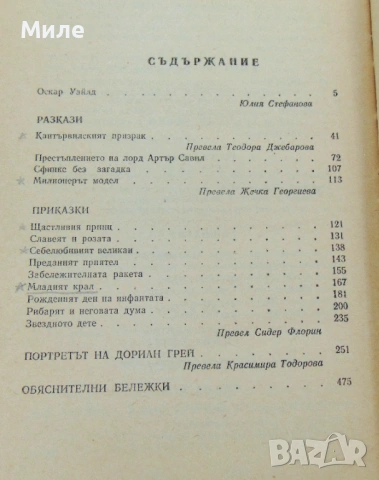 Миле
СЪДЪРЖАНИЕ
Оскар Уайлд . . . . . . . . . . . 5
Юлия Стефанова
РАЗКАЗИ
Кентървилският призрак . . . . . . . . 41
Превела Теодора Джебарова
Престъплението на лорд Артър Савил . . . . . 72
Сфинкс без загадка . . . . . . . . . 107
Милионерът модел . . . . . . . . . . 113
Превела Жечка Георгиева
ПРИКАЗКИ
Щастливия принц . . . . . . . . . . 121
Славеят и розата . . . . . . . . . . 131
Себелюбивият великан . . . . . . . . . 138
Преданият приятел . . . . . . . . . . 143
Забележителната ракета . . . . . . . . 155
Младият крал . . . . . . . . . . . 167
Рожденият ден на инфантата . . . . . . . 181
Рибарят и неговата душа . . . . . . . . 200
Звездното дете . . . . . . . . . . . 235
Превел Сидер Флорин
ПОРТРЕТЪТ НА ДОРИАН ГРЕЙ . . . . . . 251
Превела Красимира Тодорова
ОБЯСНИТЕЛНИ БЕЛЕЖКИ . . . . . . . 475
BAZAR